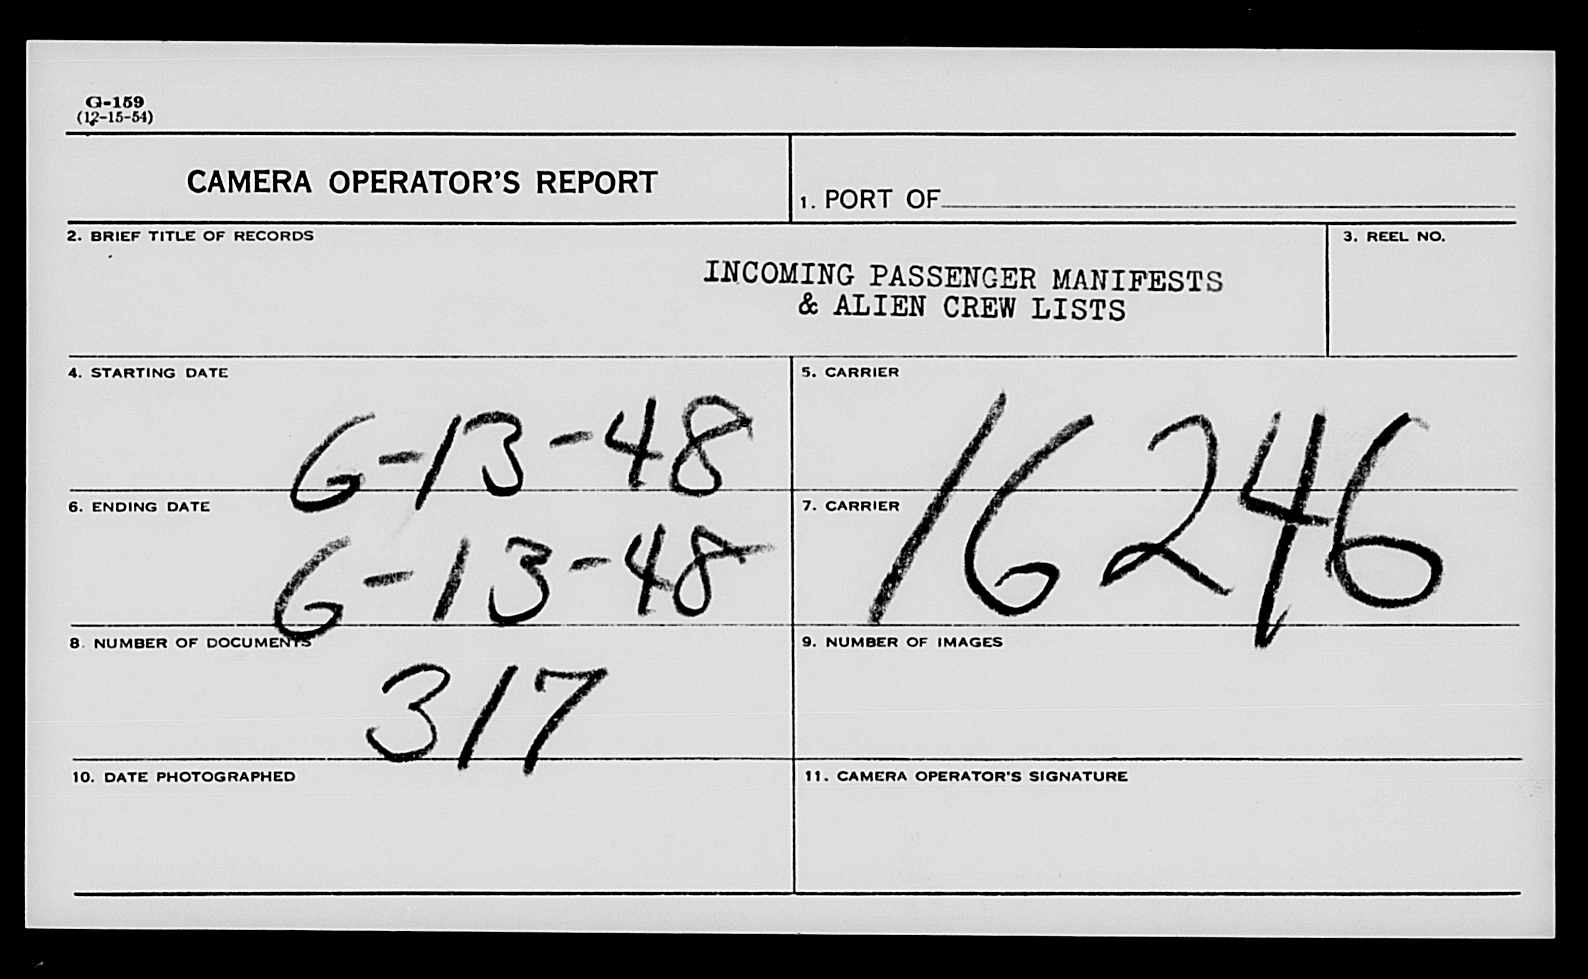 G-159
(12-15-54)
CAMERA OPERATOR'S REPORT
1. PORT OF
2. BRIEF TITLE OF RECORDS
INCOMING PASSENGER MANIFESTS
& ALIEN CREW LISTS
3. REEL NO.
4. STARTING DATE
6-13-48
5. CARRIER
16246
6. ENDING DATE
6-13-48
7. CARRIER
8. NUMBER OF DOCUMENTS
317
9. NUMBER OF IMAGES
10. DATE PHOTOGRAPHED
11. CAMERA OPERATOR'S SIGNATURE